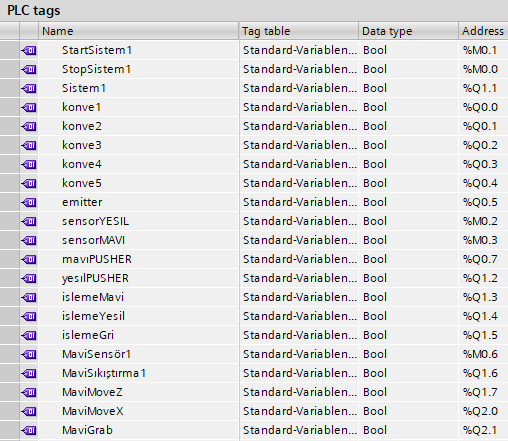 PLC tags
Name Tag table Data type Address
StartSistem1 Standard-Variablen... Bool %M0.1
StopSistem1 Standard-Variablen... Bool %M0.0
Sistem1 Standard-Variablen... Bool %Q1.1
konve1 Standard-Variablen... Bool %Q0.0
konve2 Standard-Variablen... Bool %Q0.1
konve3 Standard-Variablen... Bool %Q0.2
konve4 Standard-Variablen... Bool %Q0.3
konve5 Standard-Variablen... Bool %Q0.4
emitter Standard-Variablen... Bool %Q0.5
sensorYESIL Standard-Variablen... Bool %M0.2
sensorMAVI Standard-Variablen... Bool %M0.3
mavıPUSHER Standard-Variablen... Bool %Q0.7
yesılPUSHER Standard-Variablen... Bool %Q1.2
islemeMavi Standard-Variablen... Bool %Q1.3
islemeYesil Standard-Variablen... Bool %Q1.4
islemeGri Standard-Variablen... Bool %Q1.5
MaviSensör1 Standard-Variablen... Bool %M0.6
MaviSıkıştırma1 Standard-Variablen... Bool %Q1.6
MaviMoveZ Standard-Variablen... Bool %Q1.7
MaviMoveX Standard-Variablen... Bool %Q2.0
MaviGrab Standard-Variablen... Bool %Q2.1